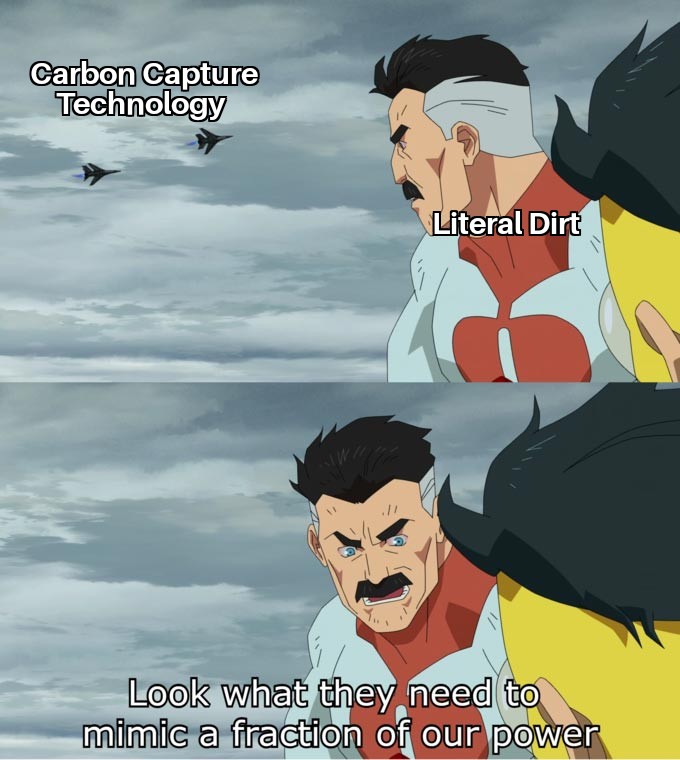 Carbon Capture
Technology
Literal Dirt
Look what they need to
mimic a fraction of our power